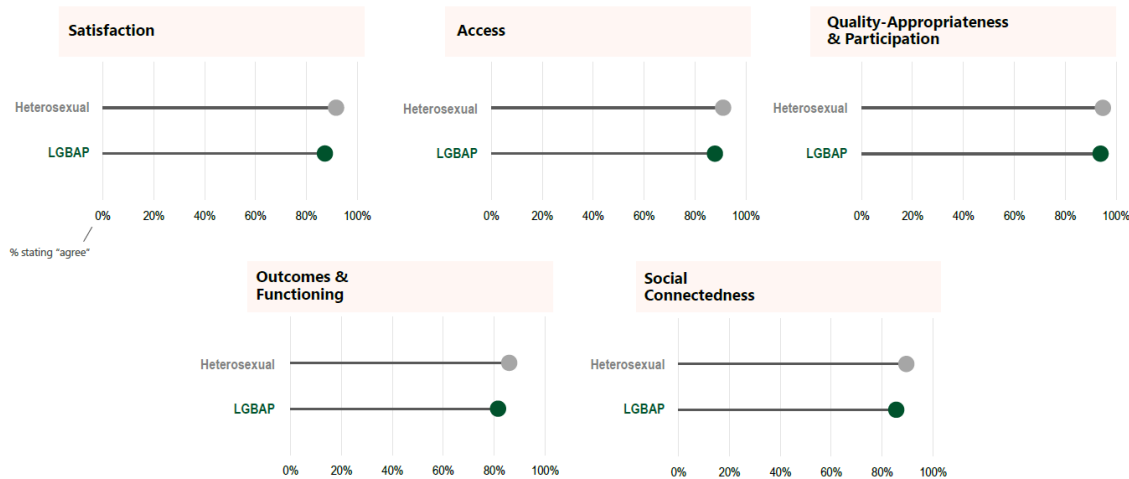 Satisfaction
Access
Quality-Appropriateness
& Participation
Heterosexual
LGBAP
0% 20% 40% 60% 80% 100%
Heterosexual
LGBAP
0% 20% 40% 60% 80% 100%
Heterosexual
LGBAP
0% 20% 40% 60% 80% 100%
% stating "agree"
Outcomes &
Functioning
Social
Connectedness
Heterosexual
LGBAP
0% 20% 40% 60% 80% 100%
Heterosexual
LGBAP
0% 20% 40% 60% 80% 100%